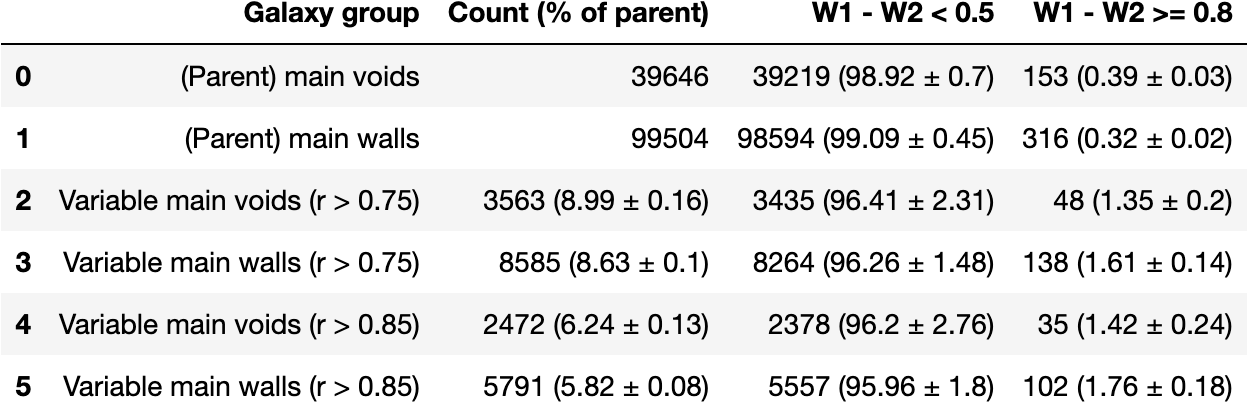 Galaxy group Count (% of parent) W1 - W2 < 0.5 W1 - W2 >= 0.8
0 (Parent) main voids 39646 39219 (98.92 ± 0.7) 153 (0.39 ± 0.03)
1 (Parent) main walls 99504 98594 (99.09 ± 0.45) 316 (0.32 ± 0.02)
2 Variable main voids (r > 0.75) 3563 (8.99 ± 0.16) 3435 (96.41 ± 2.31) 48 (1.35 ± 0.2)
3 Variable main walls (r > 0.75) 8585 (8.63 ± 0.1) 8264 (96.26 ± 1.48) 138 (1.61 ± 0.14)
4 Variable main voids (r > 0.85) 2472 (6.24 ± 0.13) 2378 (96.2 ± 2.76) 35 (1.42 ± 0.24)
5 Variable main walls (r > 0.85) 5791 (5.82 ± 0.08) 5557 (95.96 ± 1.8) 102 (1.76 ± 0.18)